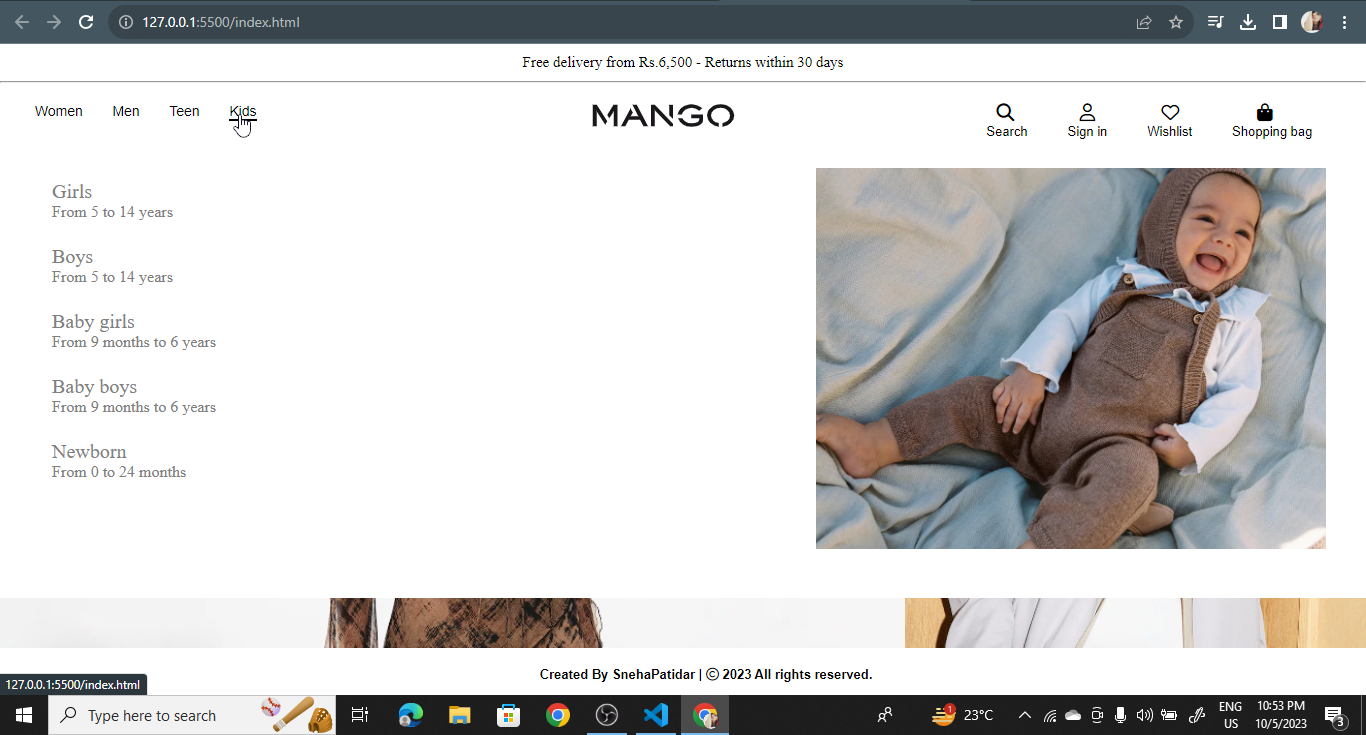 127.0.0.1:5500/index.html
Free delivery from Rs.6,500 - Returns within 30 days
Women Men Teen Kids
MANGO
Search Sign in Wishlist Shopping bag
Girls
From 5 to 14 years
Boys
From 5 to 14 years
Baby girls
From 9 months to 6 years
Baby boys
From 9 months to 6 years
Newborn
From 0 to 24 months
Created By SnehaPatidar | © 2023 All rights reserved.
127.0.0.1:5500/index.html
Type here to search
1
23°C
ENG
US
10:53 PM
10/5/2023
3